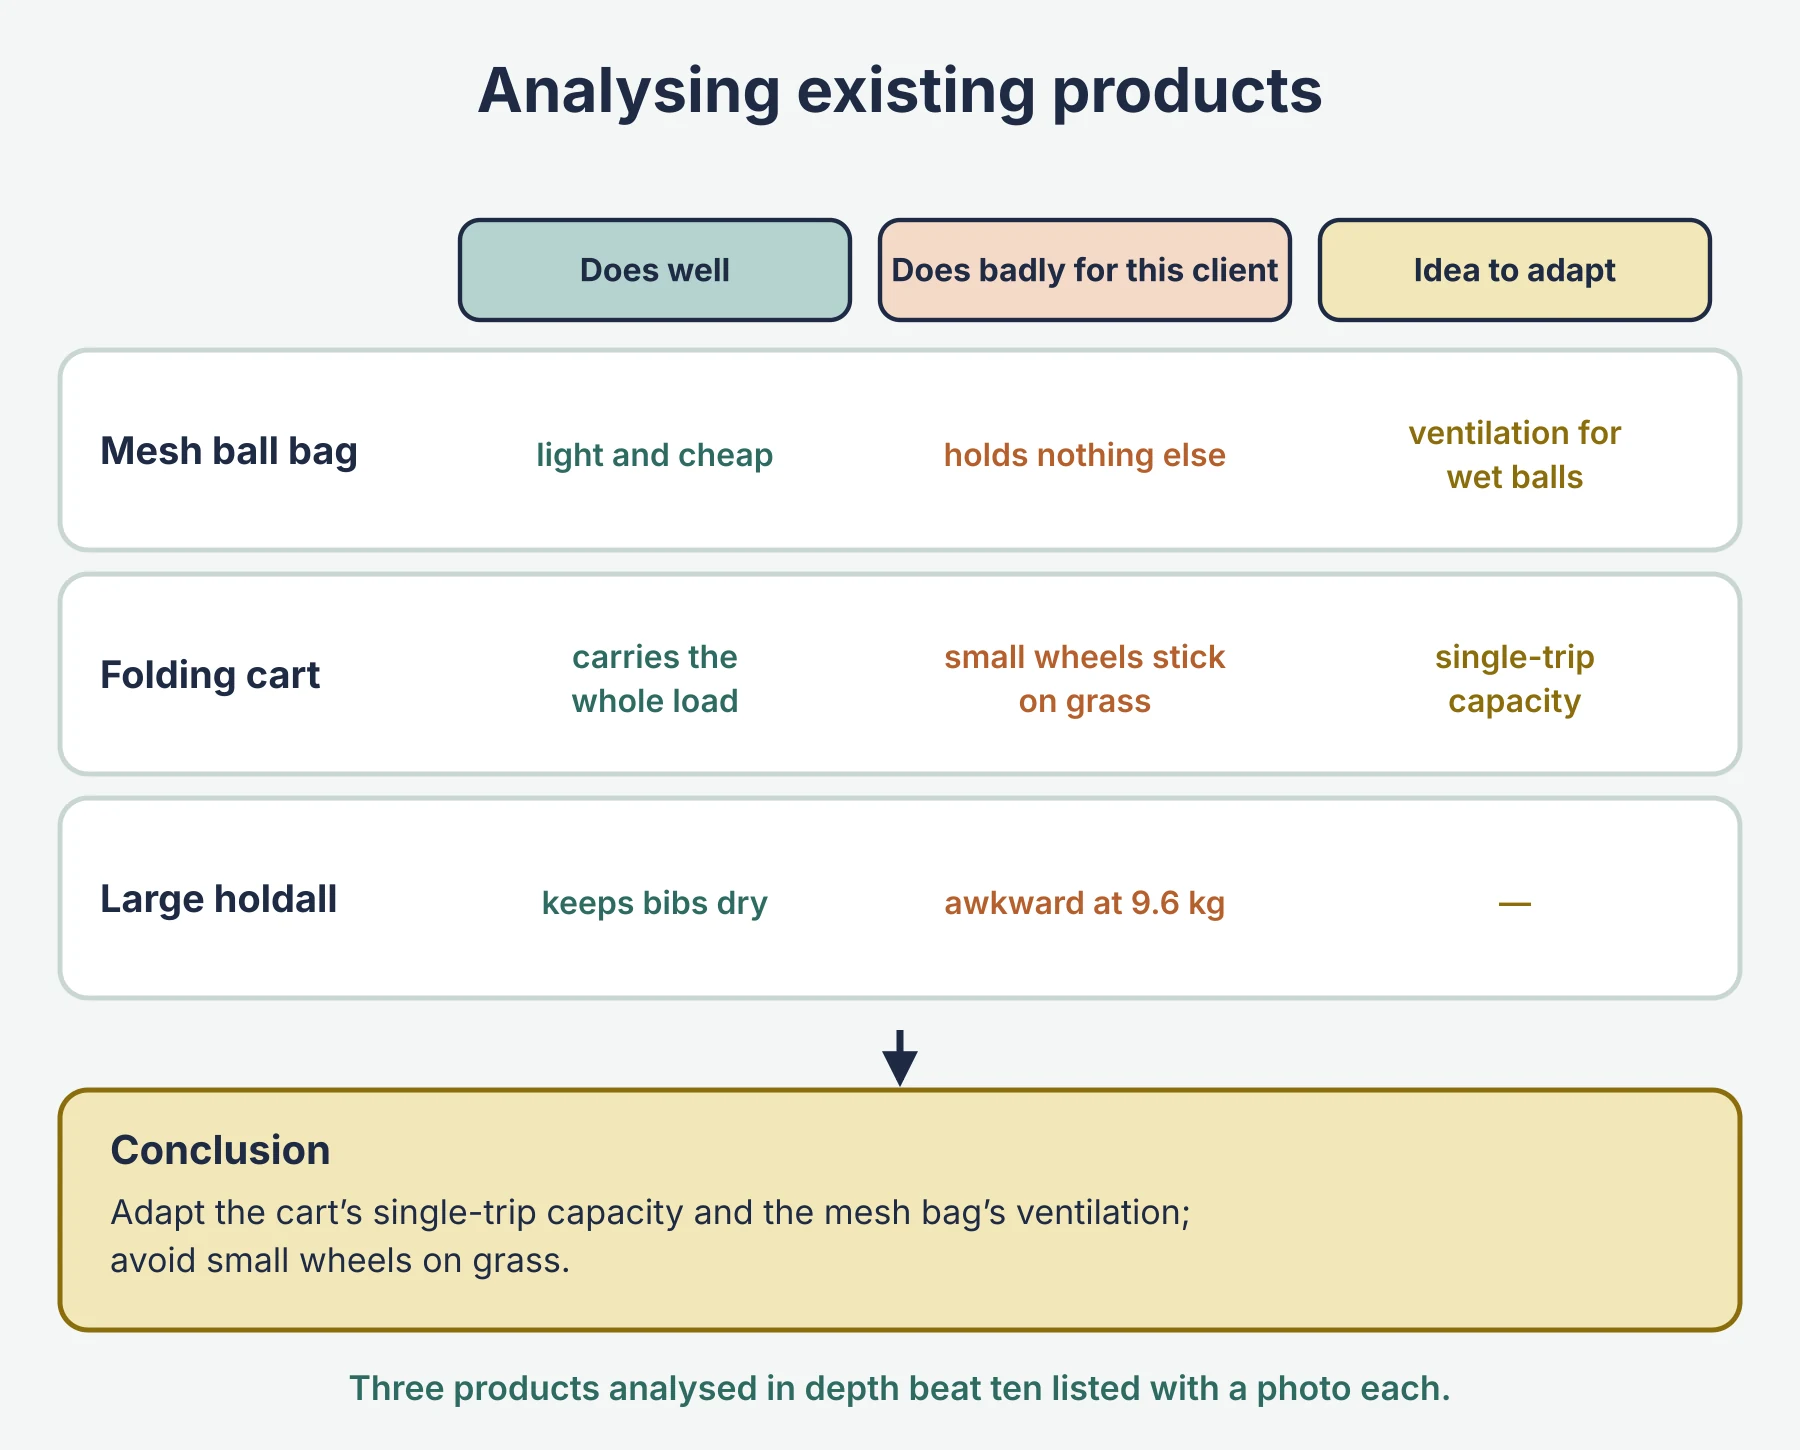 Analysing existing products
Does well
Does badly for this client
Idea to adapt
Mesh ball bag
light and cheap
holds nothing else
ventilation for
wet balls
Folding cart
carries the
whole load
small wheels stick
on grass
single-trip
capacity
Large holdall
keeps bibs dry
awkward at 9.6 kg
—
Conclusion
Adapt the cart’s single-trip capacity and the mesh bag’s ventilation;
avoid small wheels on grass.
Three products analysed in depth beat ten listed with a photo each.